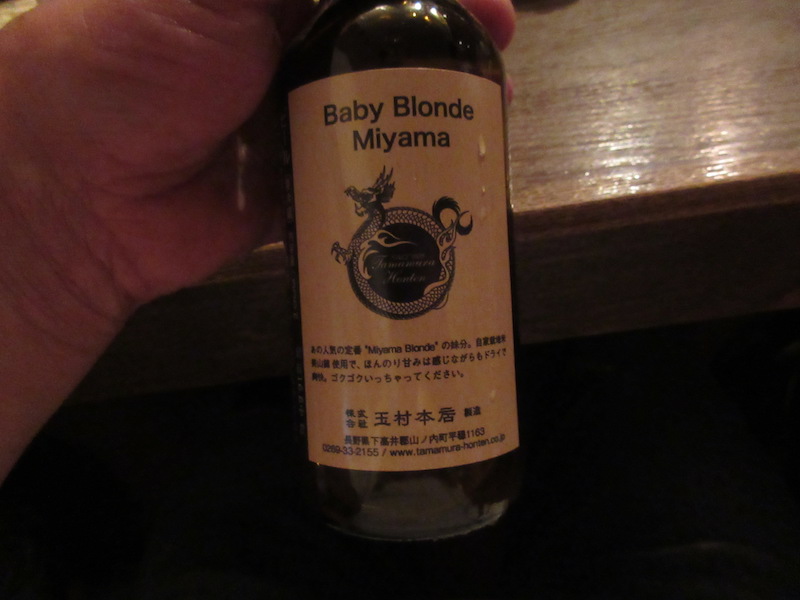 Baby Blonde
Miyama
Tamamura
Honten
あの人気の定番 "Miyama Blonde" の妹分。自家栽培米
美山錦 使用で、ほんのり甘みは感じながらもドライで
爽快。ゴクゴクいっちゃってください。
株式会社 玉村本店 製造
長野県下高井郡山ノ内町平穏1163
0269-33-2155 / www.tamamura-honten.co.jp